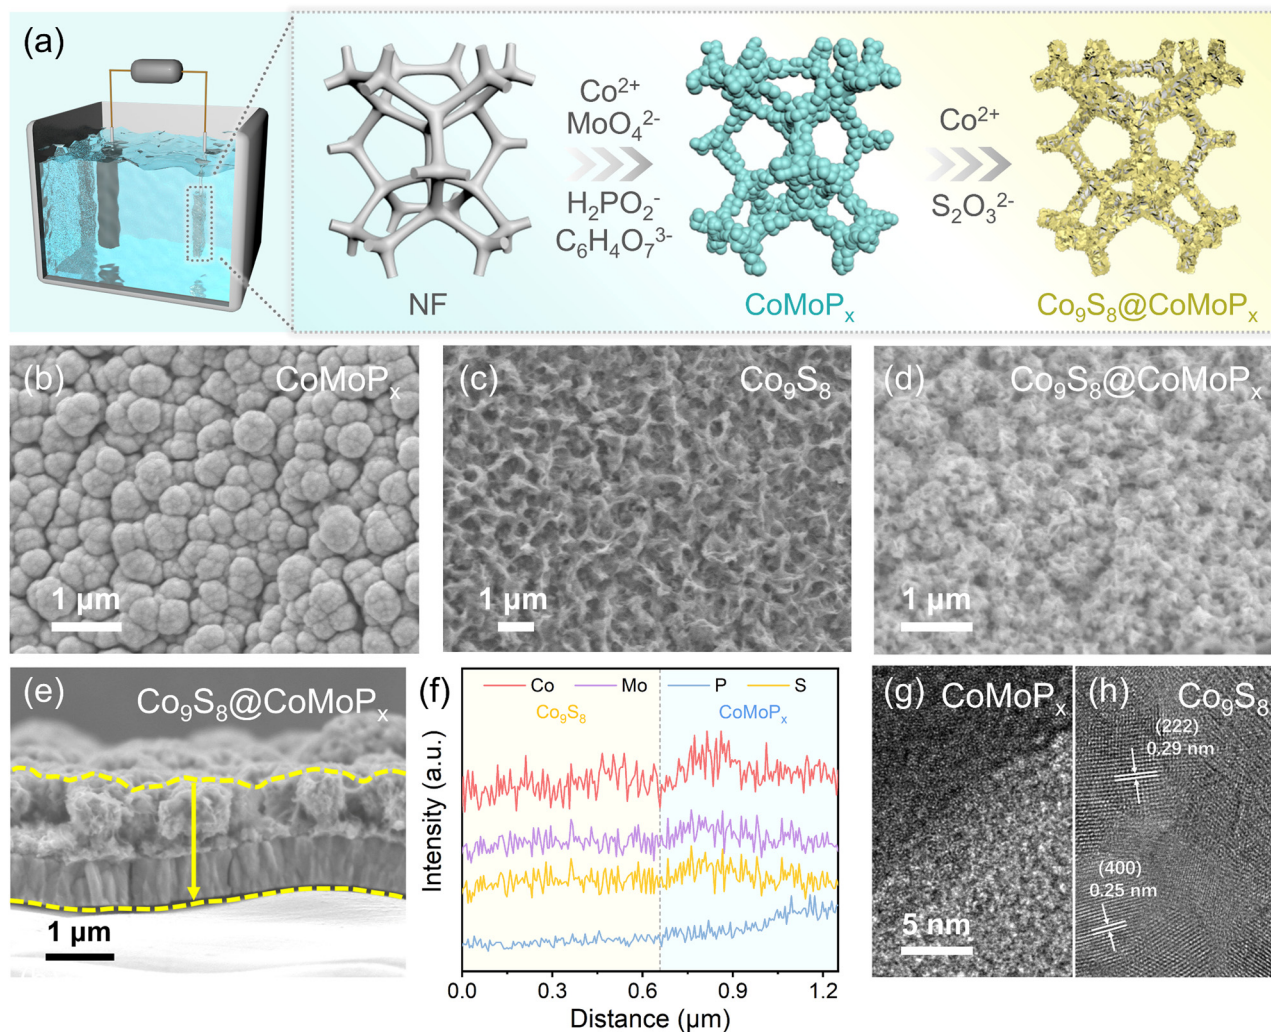 (a)
Co²⁺
MoO₄²⁻
H₂PO₂⁻
C₆H₄O₇³⁻
Co²⁺
S₂O₃²⁻
NF
CoMoPₓ
Co₉S₈@CoMoPₓ
(b)
CoMoPₓ
1 μm
(c)
Co₉S₈
1 μm
(d)
Co₉S₈@CoMoPₓ
1 μm
(e)
Co₉S₈@CoMoPₓ
1 μm
(f)
Co Mo P S
Co₉S₈ CoMoPₓ
Intensity (a.u.)
0.0 0.3 0.6 0.9 1.2
Distance (μm)
(g)
CoMoPₓ
5 nm
(h)
Co₉S₈
(222)
0.29 nm
(400)
0.25 nm